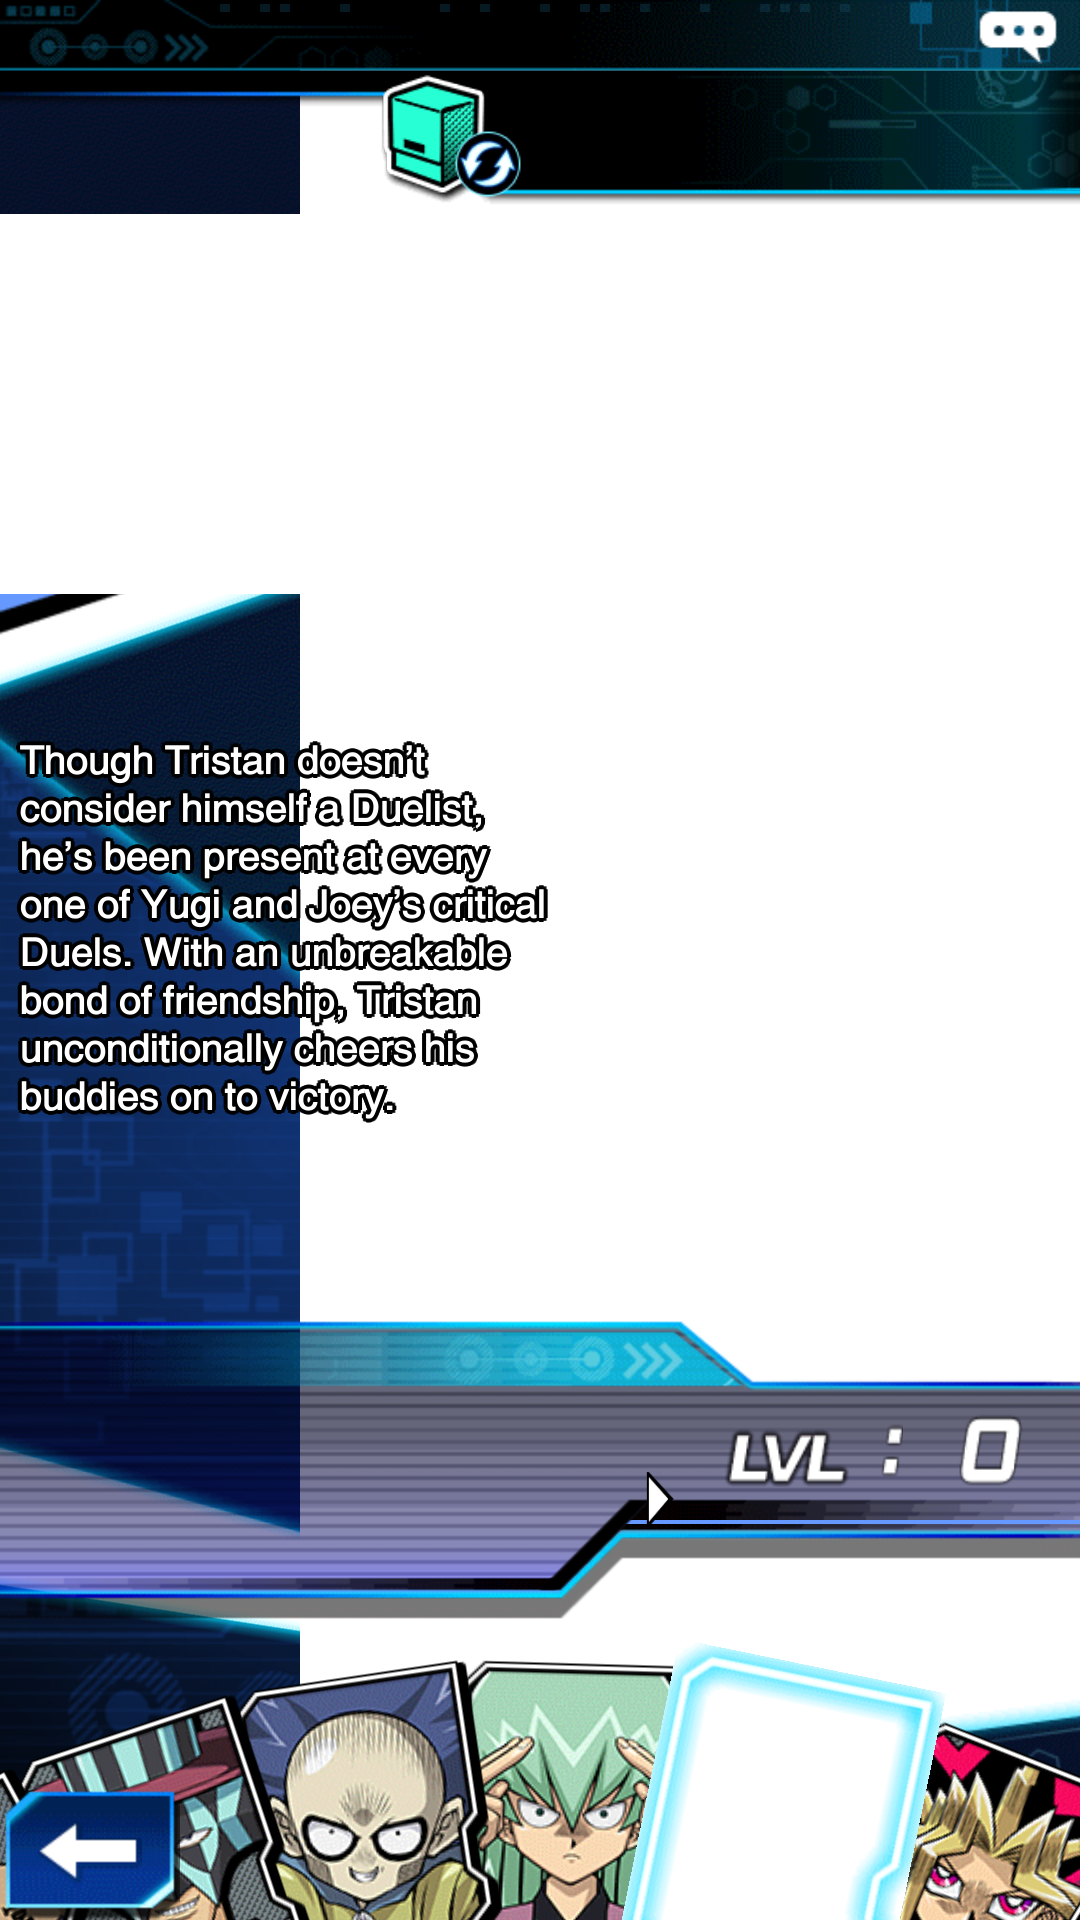 Though Tristan doesn't
consider himself a Duelist,
he's been present at every
one of Yugi and Joey's critical
Duels. With an unbreakable
bond of friendship, Tristan
unconditionally cheers his
buddies on to victory.
LVL : 0